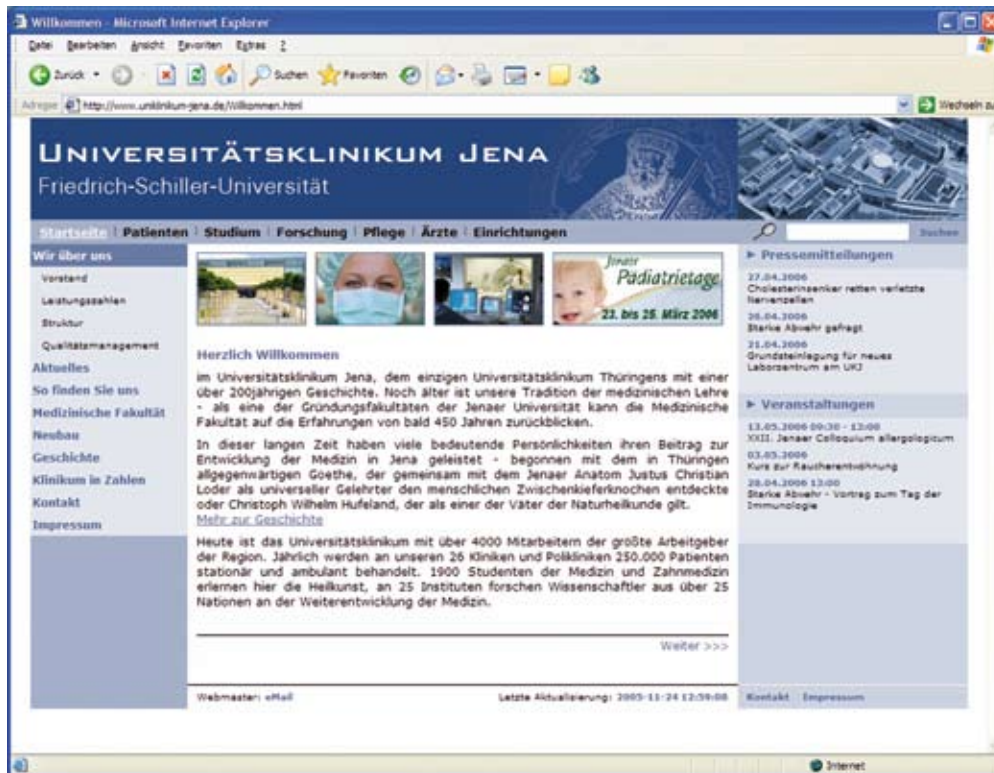 Willkommen - Microsoft Internet Explorer
Datei Bearbeiten Ansicht Favoriten Extras ?
Zurück Suchen Favoriten
Adresse http://www.uniklinikum-jena.de/Willkommen.html Wechseln zu
UNIVERSITÄTSKLINIKUM JENA
Friedrich-Schiller-Universität
Startseite | Patienten | Studium | Forschung | Pflege | Ärzte | Einrichtungen
Suchen
Wir über uns
Vorstand
Leistungszahlen
Struktur
Qualitätsmanagement
Aktuelles
So finden Sie uns
Medizinische Fakultät
Neubau
Geschichte
Klinikum in Zahlen
Kontakt
Impressum
Jenaer
Pädiatrietage
23. bis 25. März 2006
Herzlich Willkommen
im Universitätsklinikum Jena, dem einzigen Universitätsklinikum Thüringens mit einer
über 200jährigen Geschichte. Noch älter ist unsere Tradition der medizinischen Lehre
- als eine der Gründungsfakultäten der Jenaer Universität kann die Medizinische
Fakultät auf die Erfahrungen von bald 450 Jahren zurückblicken.
In dieser langen Zeit haben viele bedeutende Persönlichkeiten ihren Beitrag zur
Entwicklung der Medizin in Jena geleistet - begonnen mit dem in Thüringen
allgegenwärtigen Goethe, der gemeinsam mit dem Jenaer Anatom Justus Christian
Loder als universeller Gelehrter den menschlichen Zwischenkieferknochen entdeckte
oder Christoph Wilhelm Hufeland, der als einer der Väter der Naturheilkunde gilt.
Mehr zur Geschichte
Heute ist das Universitätsklinikum mit über 4000 Mitarbeitern der größte Arbeitgeber
der Region. Jährlich werden an unseren 26 Kliniken und Polikliniken 250.000 Patienten
stationär und ambulant behandelt. 1900 Studenten der Medizin und Zahnmedizin
erlernen hier die Heilkunst, an 25 Instituten forschen Wissenschaftler aus über 25
Nationen an der Weiterentwicklung der Medizin.
Weiter >>>
Webmaster: eMail
Letzte Aktualisierung: 2005-11-24 12:59:08
Pressemitteilungen
27.04.2006
Cholesterinsenker retten verletzte
Nervenzellen
26.04.2006
Starke Abwehr gefragt
21.04.2006
Grundsteinlegung für neues
Laborzentrum am UKJ
Veranstaltungen
13.05.2006 09:30 - 13:00
XXII. Jenaer Colloquium allergologicum
03.05.2006
Kurs zur Raucherentwöhnung
28.04.2006 13:00
Starke Abwehr - Vortrag zum Tag der
Immunologie
Kontakt Impressum
Internet